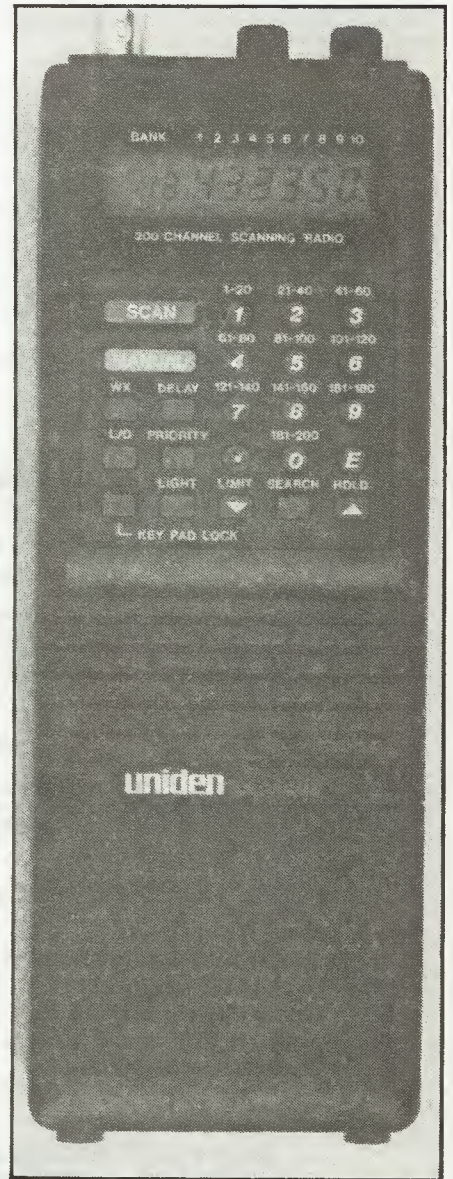 BANK 1 2 3 4 5 6 7 8 9 10
200 CHANNEL SCANNING RADIO
1-20 21-40 41-60
SCAN 1 2 3
61-80 81-100 101-120
4 5 6
WX DELAY 121-140 141-160 161-180
7 8 9
L/O PRIORITY 181-200
0 E
LIGHT LIMIT SEARCH HOLD
KEY PAD LOCK
uniden